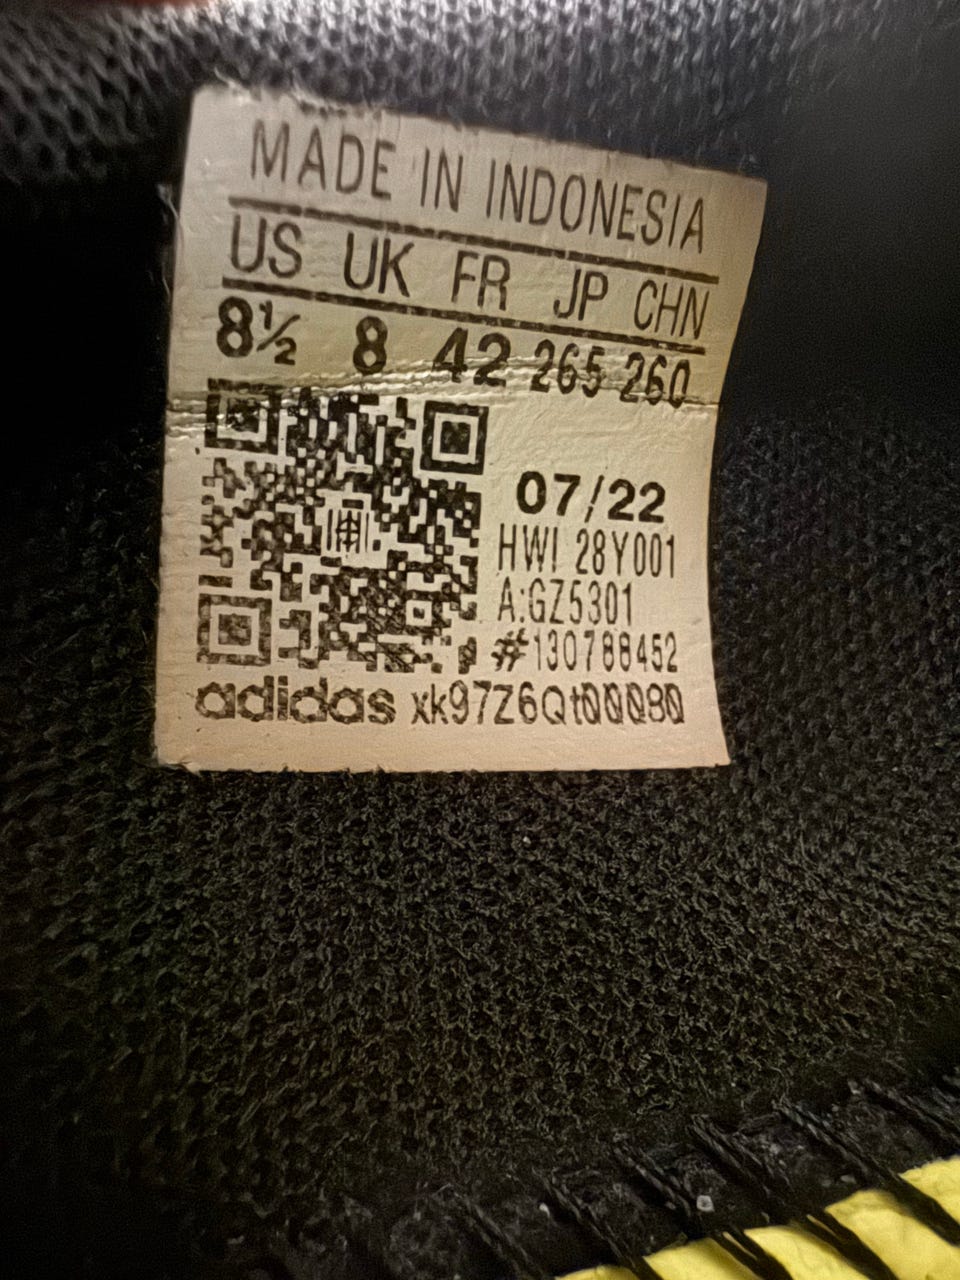 MADE IN INDONESIA
US UK FR JP CHN
8½ 8 42 265 260
07/22
HWI 28Y001
A:GZ5301
#130788452
adidas xk97Z6Qt00080